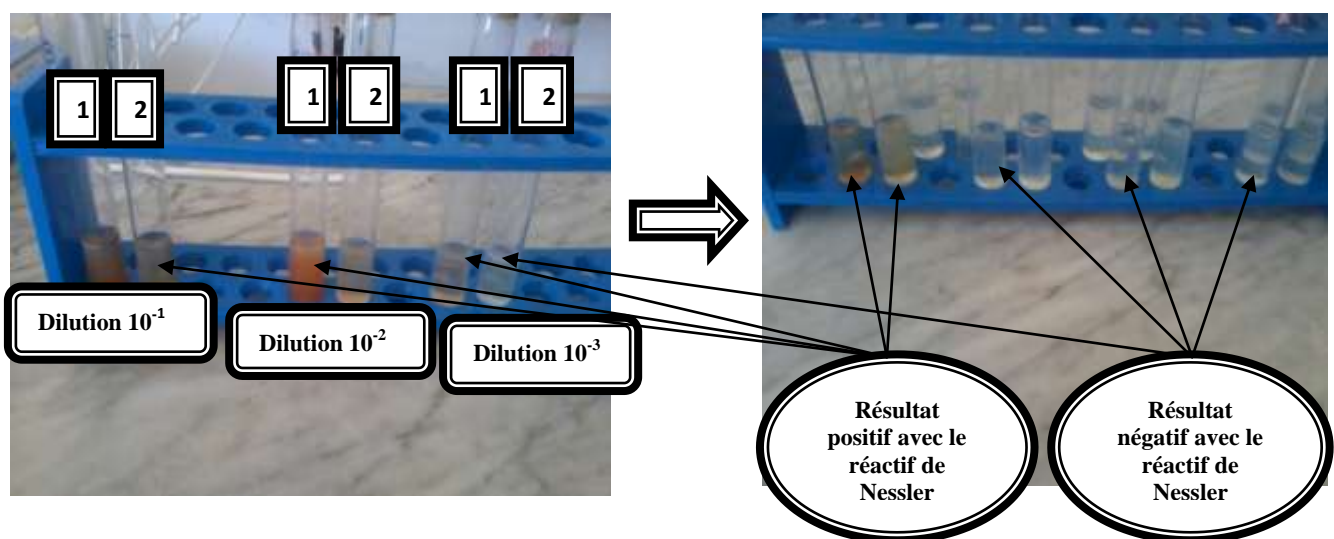 1 2 1 2 1 2
Dilution 10⁻¹
Dilution 10⁻²
Dilution 10⁻³
Résultat
positif avec le
réactif de
Nessler
Résultat
négatif avec le
réactif de
Nessler